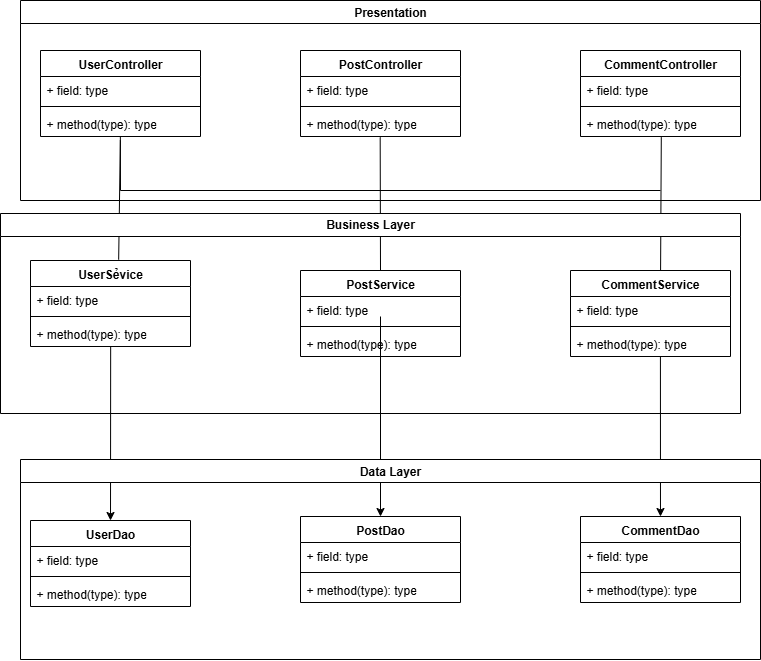 Presentation
UserController
+ field: type
+ method(type): type
PostController
+ field: type
+ method(type): type
CommentController
+ field: type
+ method(type): type
Business Layer
UserSevice
+ field: type
+ method(type): type
PostService
+ field: type
+ method(type): type
CommentService
+ field: type
+ method(type): type
Data Layer
UserDao
+ field: type
+ method(type): type
PostDao
+ field: type
+ method(type): type
CommentDao
+ field: type
+ method(type): type